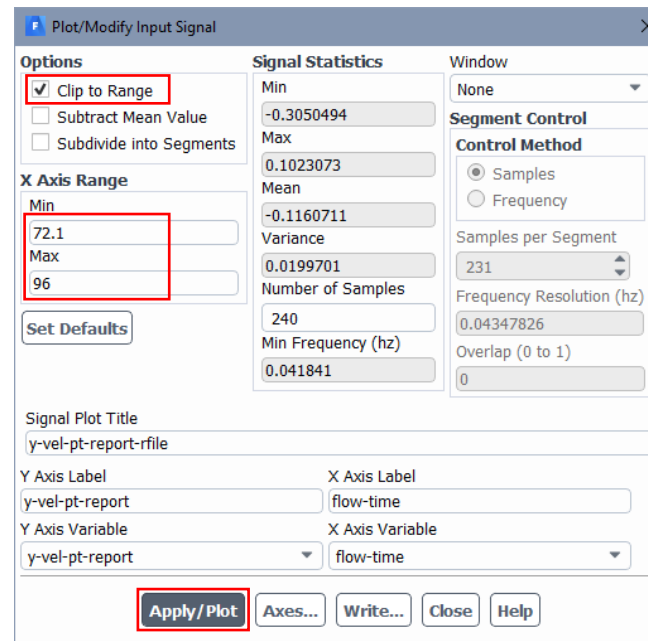 Plot/Modify Input Signal
Options
Clip to Range
Subtract Mean Value
Subdivide into Segments
X Axis Range
Min
72.1
Max
96
Set Defaults
Signal Statistics
Min
-0.3050494
Max
0.1023073
Mean
-0.1160711
Variance
0.0199701
Number of Samples
240
Min Frequency (hz)
0.041841
Window
None
Segment Control
Control Method
Samples
Frequency
Samples per Segment
231
Frequency Resolution (hz)
0.04347826
Overlap (0 to 1)
0
Signal Plot Title
y-vel-pt-report-rfile
Y Axis Label
X Axis Label
y-vel-pt-report
flow-time
Y Axis Variable
X Axis Variable
y-vel-pt-report
flow-time
Apply/Plot
Axes...
Write...
Close
Help